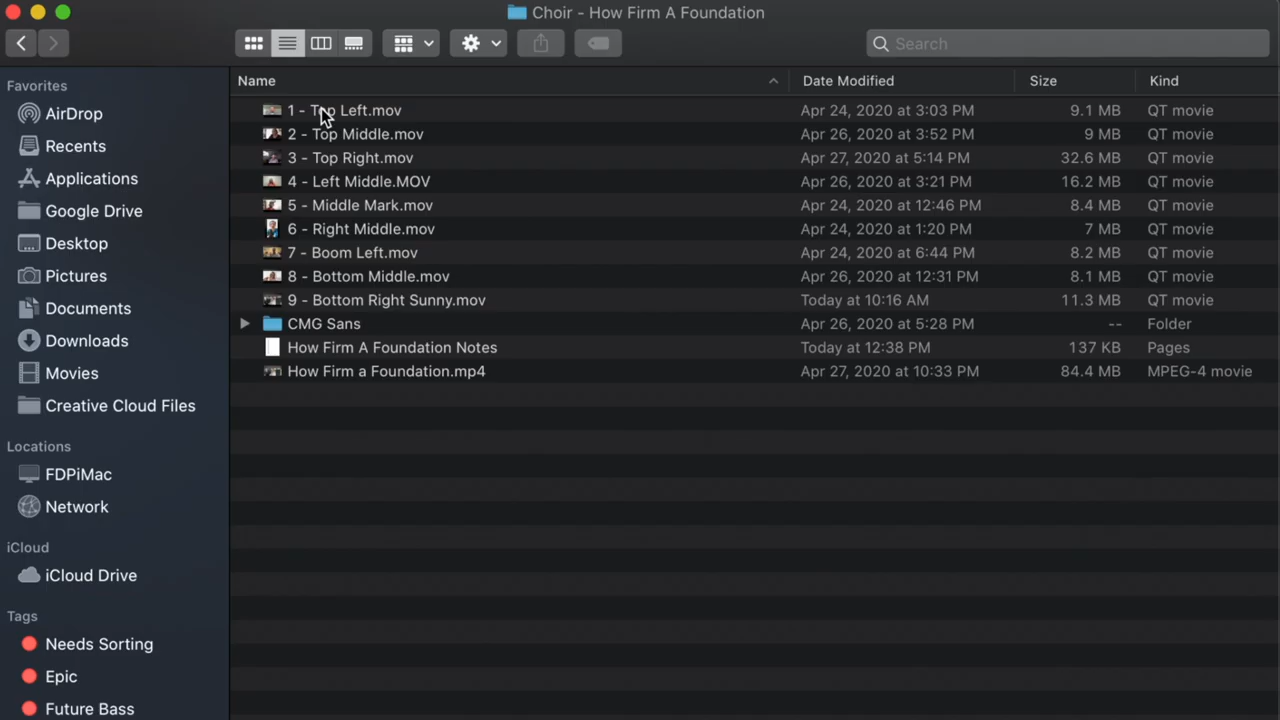 Choir - How Firm A Foundation
Search
Favorites
AirDrop
Recents
Applications
Google Drive
Desktop
Pictures
Documents
Downloads
Movies
Creative Cloud Files
Locations
FDPiMac
Network
iCloud
iCloud Drive
Tags
Needs Sorting
Epic
Future Bass
Name Date Modified Size Kind
1 - Top Left.mov Apr 24, 2020 at 3:03 PM 9.1 MB QT movie
2 - Top Middle.mov Apr 26, 2020 at 3:52 PM 9 MB QT movie
3 - Top Right.mov Apr 27, 2020 at 5:14 PM 32.6 MB QT movie
4 - Left Middle.MOV Apr 26, 2020 at 3:21 PM 16.2 MB QT movie
5 - Middle Mark.mov Apr 24, 2020 at 12:46 PM 8.4 MB QT movie
6 - Right Middle.mov Apr 24, 2020 at 1:20 PM 7 MB QT movie
7 - Boom Left.mov Apr 24, 2020 at 6:44 PM 8.2 MB QT movie
8 - Bottom Middle.mov Apr 26, 2020 at 12:31 PM 8.1 MB QT movie
9 - Bottom Right Sunny.mov Today at 10:16 AM 11.3 MB QT movie
CMG Sans Apr 26, 2020 at 5:28 PM -- Folder
How Firm A Foundation Notes Today at 12:38 PM 137 KB Pages
How Firm a Foundation.mp4 Apr 27, 2020 at 10:33 PM 84.4 MB MPEG-4 movie